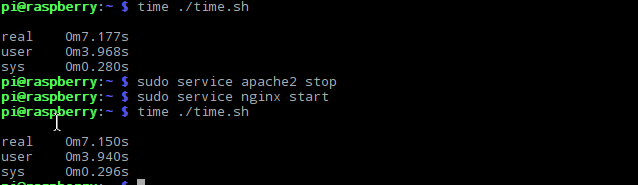 pi@raspberry:~ $ time ./time.sh
real    0m7.177s
user    0m3.968s
sys     0m0.280s
pi@raspberry:~ $ sudo service apache2 stop
pi@raspberry:~ $ sudo service nginx start
pi@raspberry:~ $ time ./time.sh
real    0m7.150s
user    0m3.940s
sys     0m0.296s